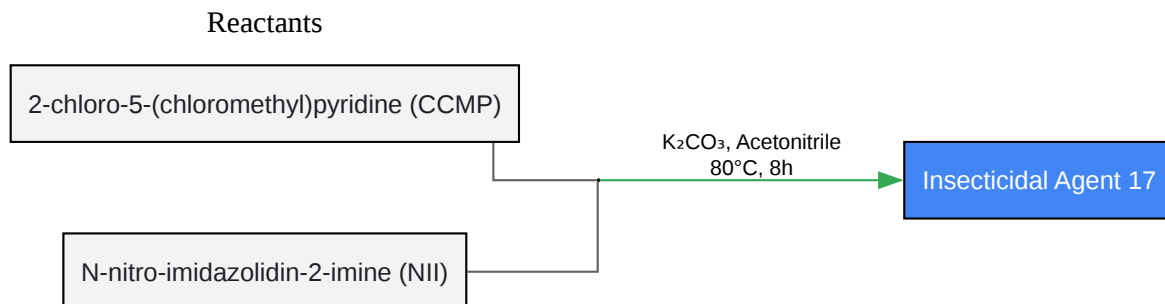 Reactants
2-chloro-5-(chloromethyl)pyridine (CCMP)
K₂CO₃, Acetonitrile
80°C, 8h
Insecticidal Agent 17
N-nitro-imidazolidin-2-imine (NII)